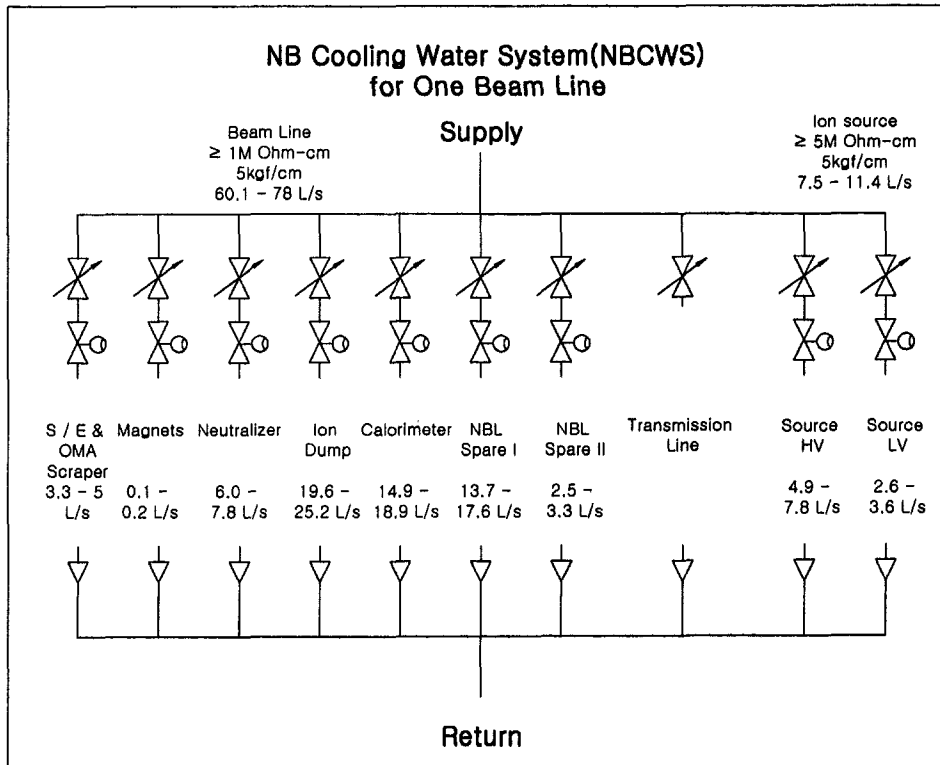 NB Cooling Water System(NBCWS)
for One Beam Line
Beam Line
≥ 1M Ohm-cm
5kgf/cm
60.1 - 78 L/s
Supply
Ion source
≥ 5M Ohm-cm
5kgf/cm
7.5 - 11.4 L/s
S / E &
OMA
Scraper
3.3 - 5
L/s
Magnets
0.1 -
0.2 L/s
Neutralizer
6.0 -
7.8 L/s
Ion
Dump
19.6 -
25.2 L/s
Calorimeter
14.9 -
18.9 L/s
NBL
Spare I
13.7 -
17.6 L/s
NBL
Spare II
2.5 -
3.3 L/s
Transmission
Line
Source
HV
4.9 -
7.8 L/s
Source
LV
2.6 -
3.6 L/s
Return